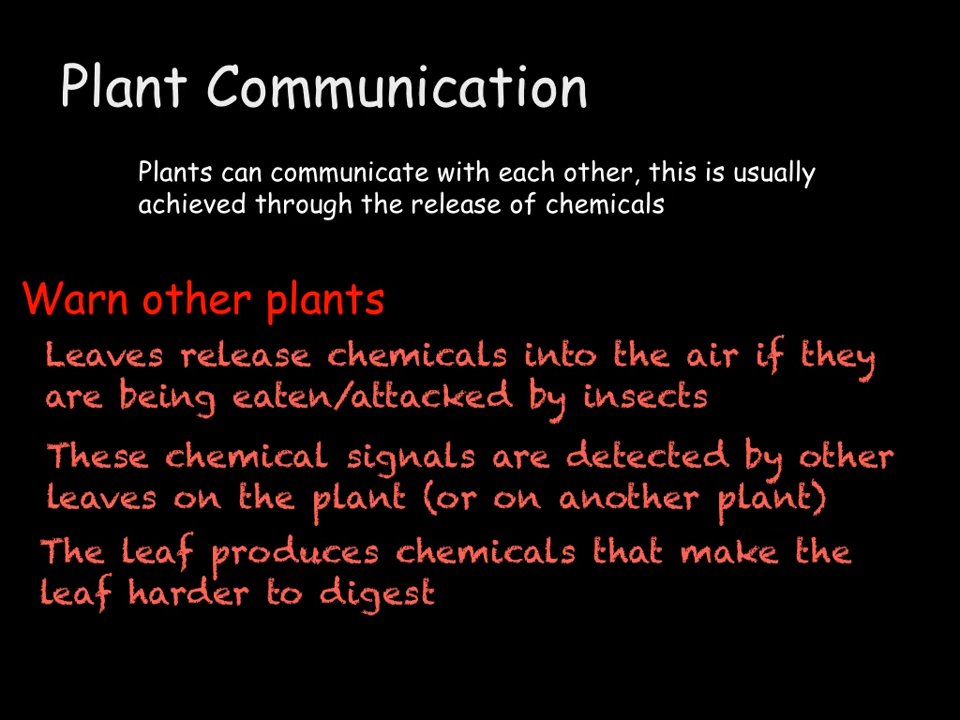 Plant Communication
Plants can communicate with each other, this is usually
achieved through the release of chemicals
Warn other plants
Leaves release chemicals into the air if they
are being eaten/attacked by insects
These chemical signals are detected by other
leaves on the plant (or on another plant)
The leaf produces chemicals that make the
leaf harder to digest